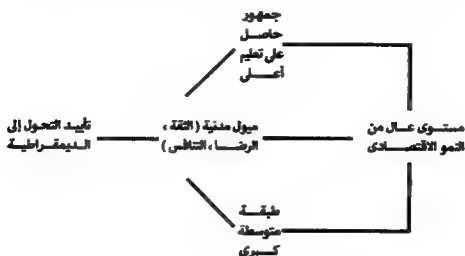 جمهور
حاصل
على تعليم
أعلى
مستوى عال من
النمو الاقتصادى
ميول مدنية ( الثقة ،
الرضا ، التنافس )
تأييد التحول إلى
الديمقراطية
طبقة
متوسطة
كبرى